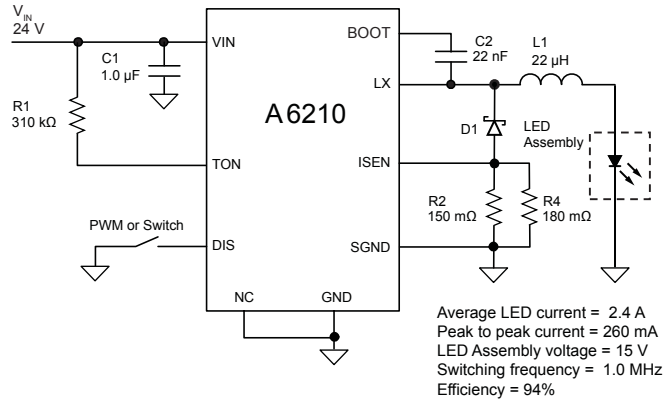 V_IN
24 V
C1
1.0 µF
R1
310 kΩ
VIN
BOOT
C2
22 nF
L1
22 µH
LX
A6210
D1
LED
Assembly
TON
ISEN
R2
150 mΩ
R4
180 mΩ
PWM or Switch
DIS
SGND
NC
GND
Average LED current = 2.4 A
Peak to peak current = 260 mA
LED Assembly voltage = 15 V
Switching frequency = 1.0 MHz
Efficiency = 94%